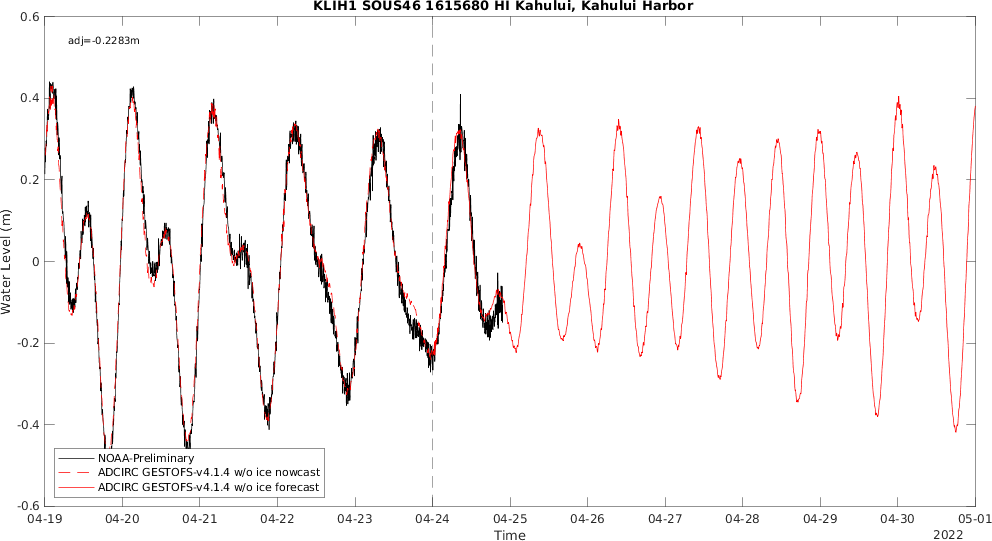 KLIH1 SOUS46 1615680 HI Kahului, Kahului Harbor
adj=-0.2283m
0.6
0.4
0.2
0
-0.2
-0.4
-0.6
Water Level (m)
NOAA-Preliminary
ADCIRC GESTOFS-v4.1.4 w/o ice nowcast
ADCIRC GESTOFS-v4.1.4 w/o ice forecast
04-19 04-20 04-21 04-22 04-23 04-24 04-25 04-26 04-27 04-28 04-29 04-30 05-01
Time
2022